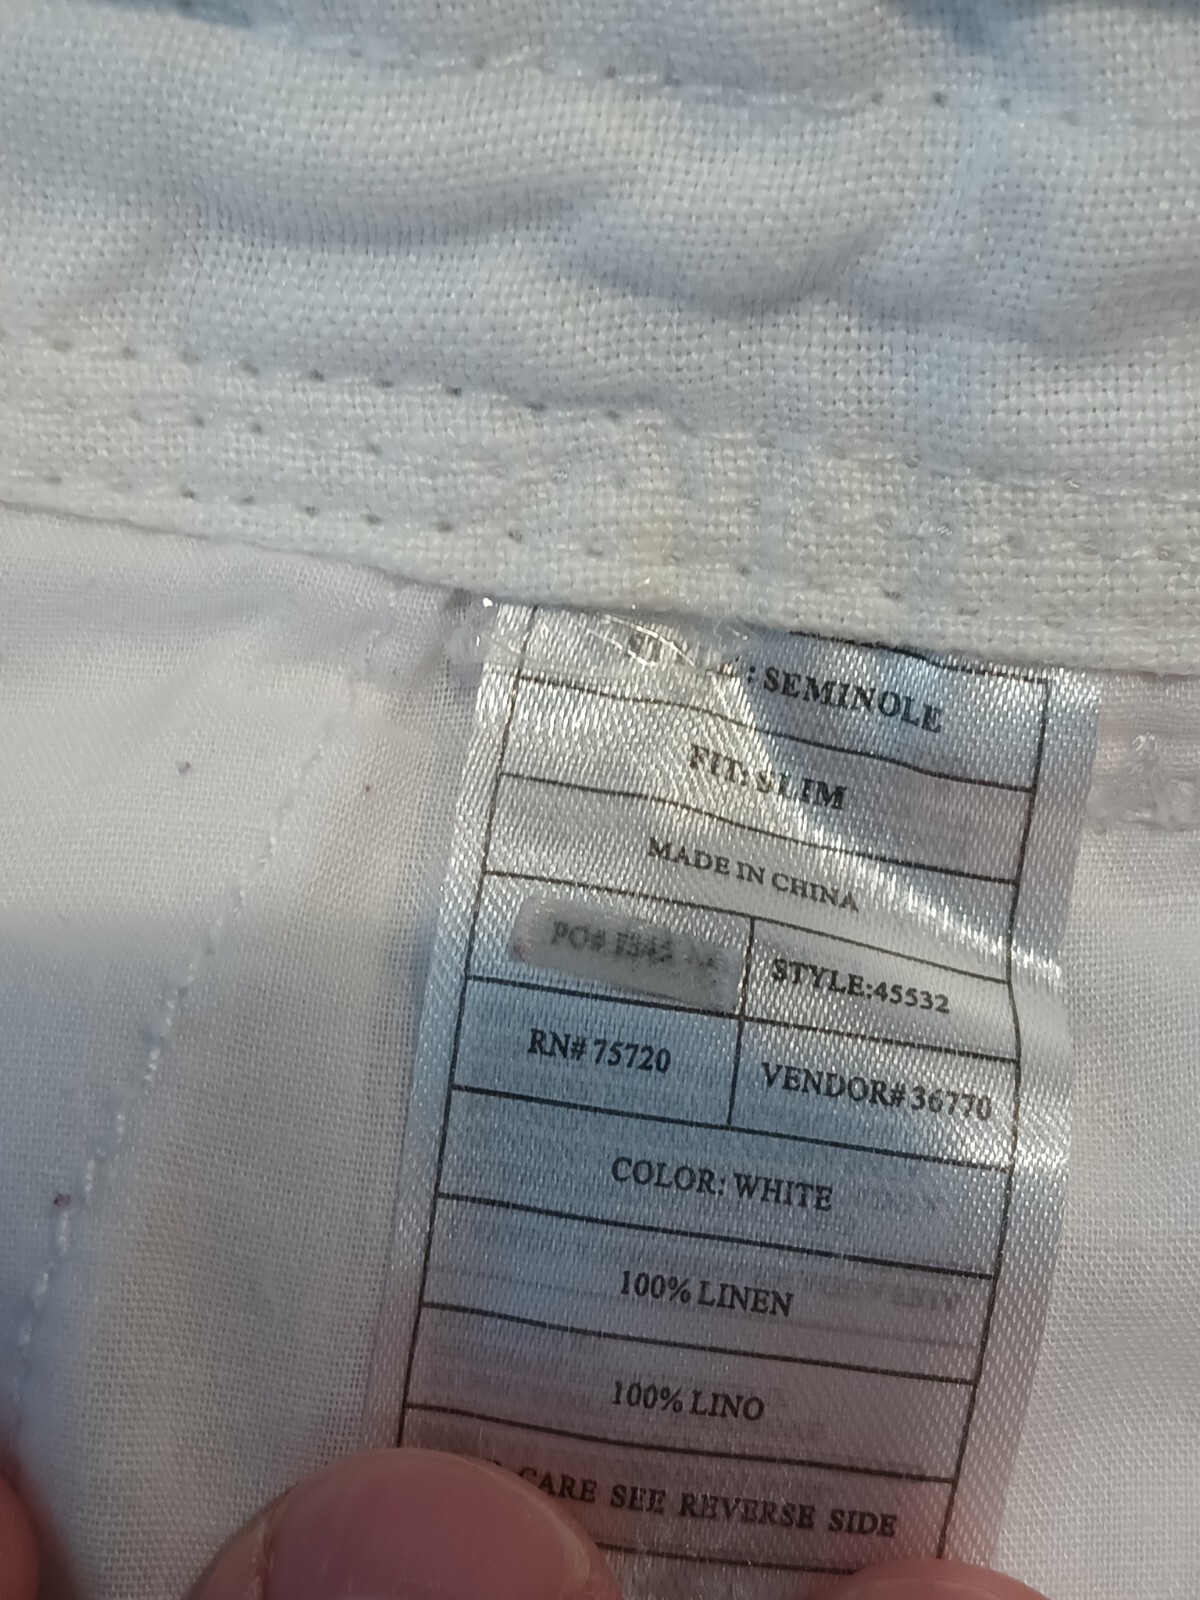 : SEMINOLE
FIT: SLIM
MADE IN CHINA
PO#
STYLE:45532
RN# 75720
VENDOR# 36770
COLOR: WHITE
100% LINEN
100% LINO
CARE SEE REVERSE SIDE